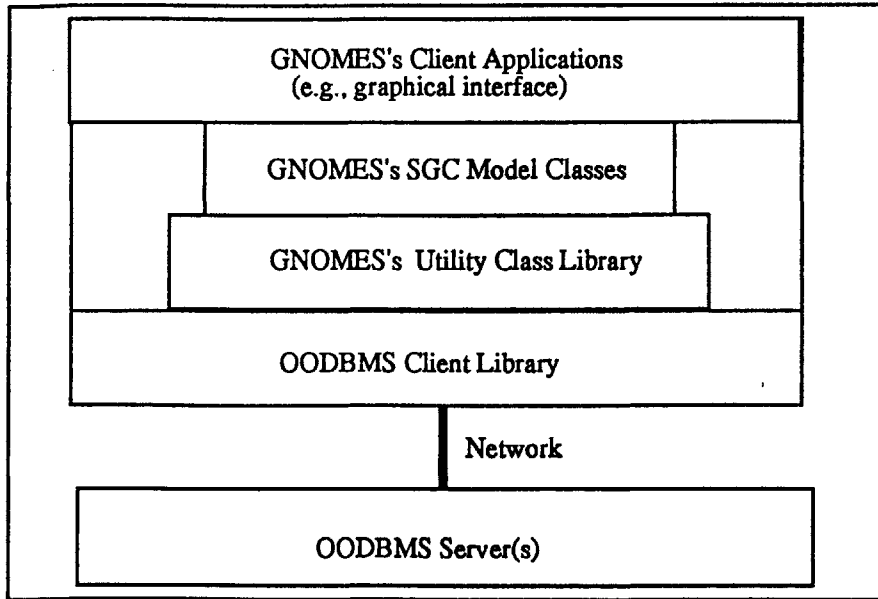 GNOMES's Client Applications
(e.g., graphical interface)
GNOMES's SGC Model Classes
GNOMES's Utility Class Library
OODBMS Client Library
Network
OODBMS Server(s)